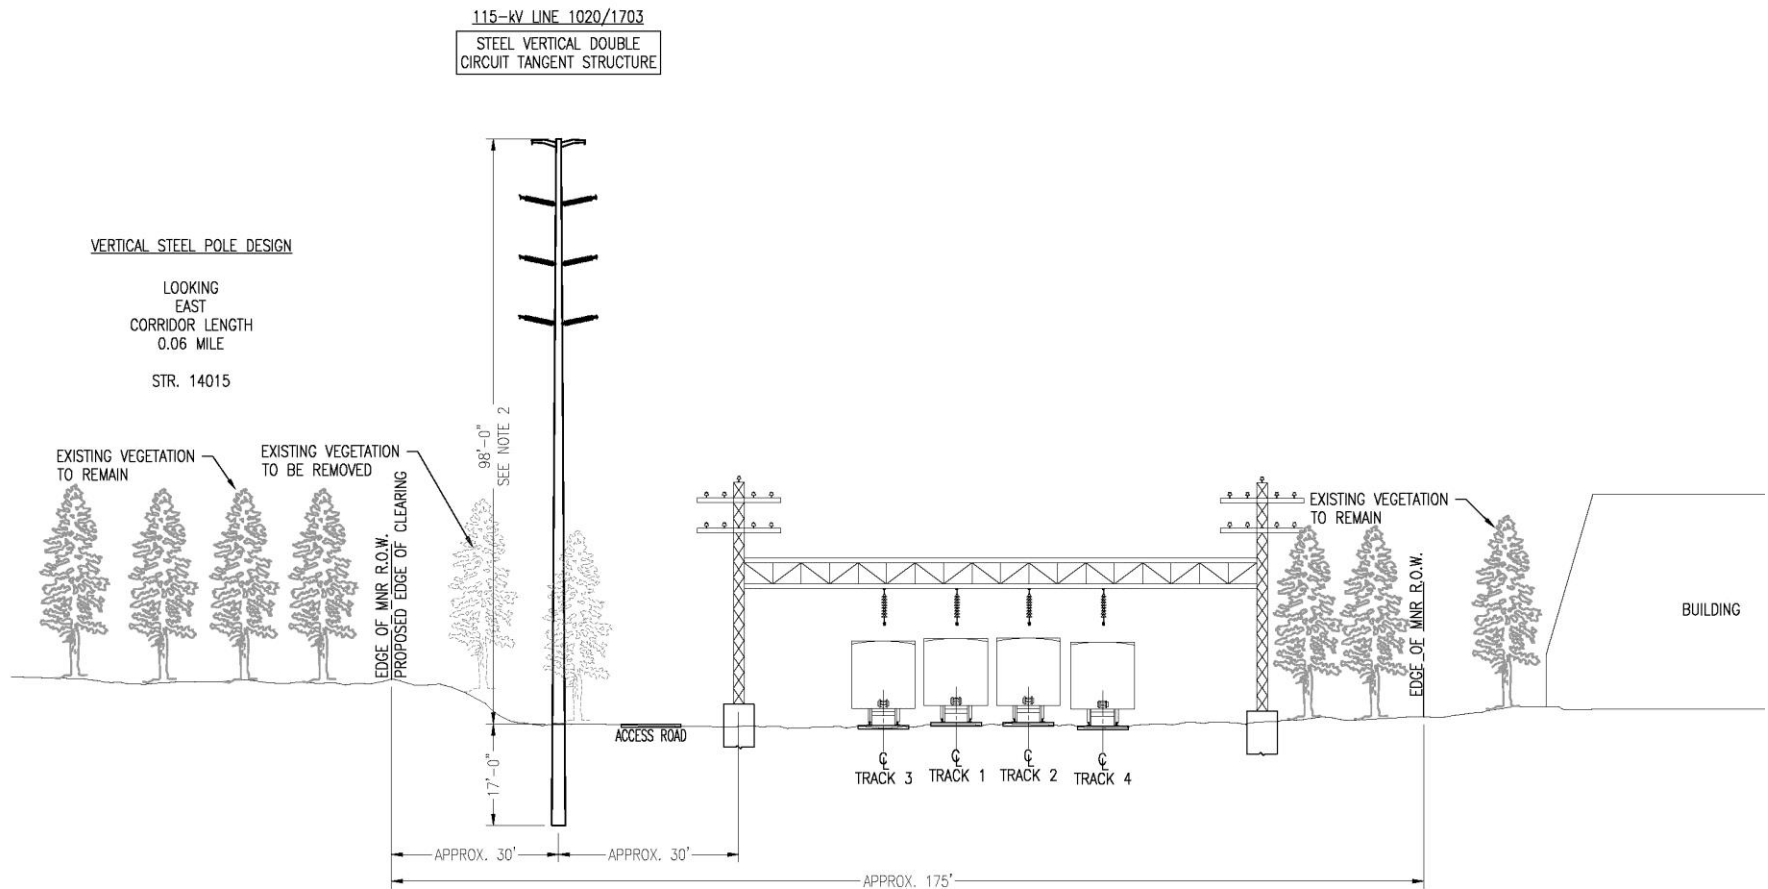 115-kV LINE 1020/1703
STEEL VERTICAL DOUBLE
CIRCUIT TANGENT STRUCTURE
VERTICAL STEEL POLE DESIGN
LOOKING
EAST
CORRIDOR LENGTH
0.06 MILE
STR. 14015
EXISTING VEGETATION
TO REMAIN
EXISTING VEGETATION
TO BE REMOVED
EDGE OF MNR R.O.W.
PROPOSED EDGE OF CLEARING
98'-0"
SEE NOTE 2
17'-0"
ACCESS ROAD
℄
TRACK 3
℄
TRACK 1
℄
TRACK 2
℄
TRACK 4
EXISTING VEGETATION
TO REMAIN
EDGE OF MNR R.O.W.
BUILDING
APPROX. 30'
APPROX. 30'
APPROX. 175'